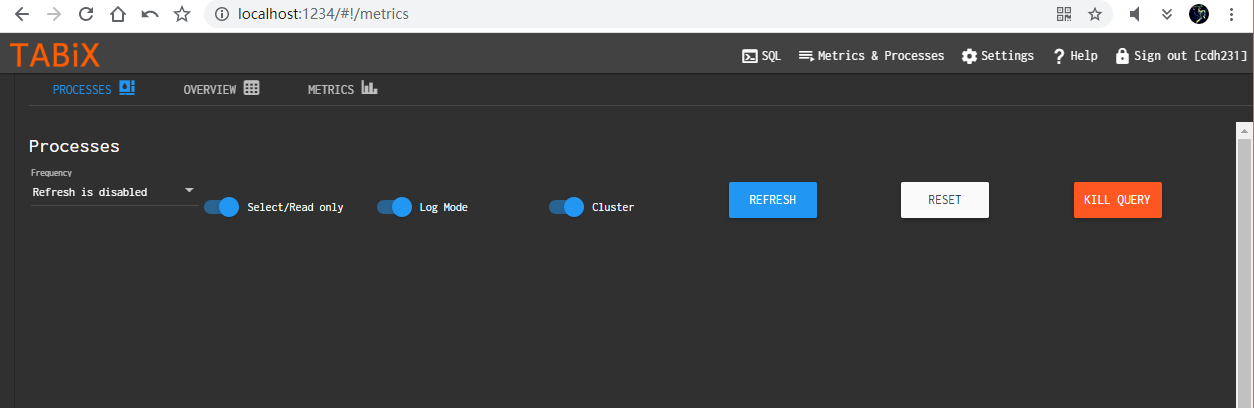 localhost:1234/#!/metrics
TABiX
SQL Metrics & Processes Settings Help Sign out [cdh231]
PROCESSES OVERVIEW METRICS
Processes
Frequency
Refresh is disabled
Select/Read only Log Mode Cluster REFRESH RESET KILL QUERY